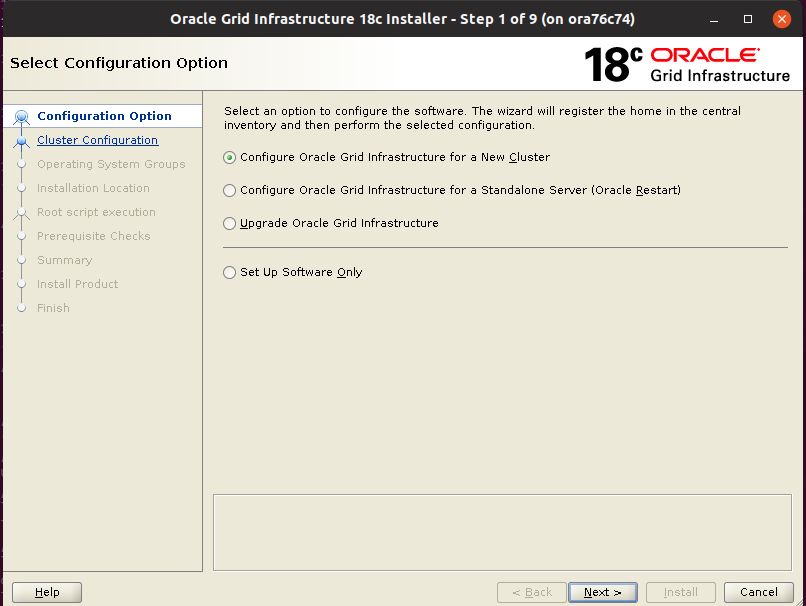 Oracle Grid Infrastructure 18c Installer - Step 1 of 9 (on ora76c74)
Select Configuration Option
18c ORACLE
Grid Infrastructure
Configuration Option
Cluster Configuration
Operating System Groups
Installation Location
Root script execution
Prerequisite Checks
Summary
Install Product
Finish
Select an option to configure the software. The wizard will register the home in the central
inventory and then perform the selected configuration.
Configure Oracle Grid Infrastructure for a New Cluster
Configure Oracle Grid Infrastructure for a Standalone Server (Oracle Restart)
Upgrade Oracle Grid Infrastructure
Set Up Software Only
Help
< Back
Next >
Install
Cancel